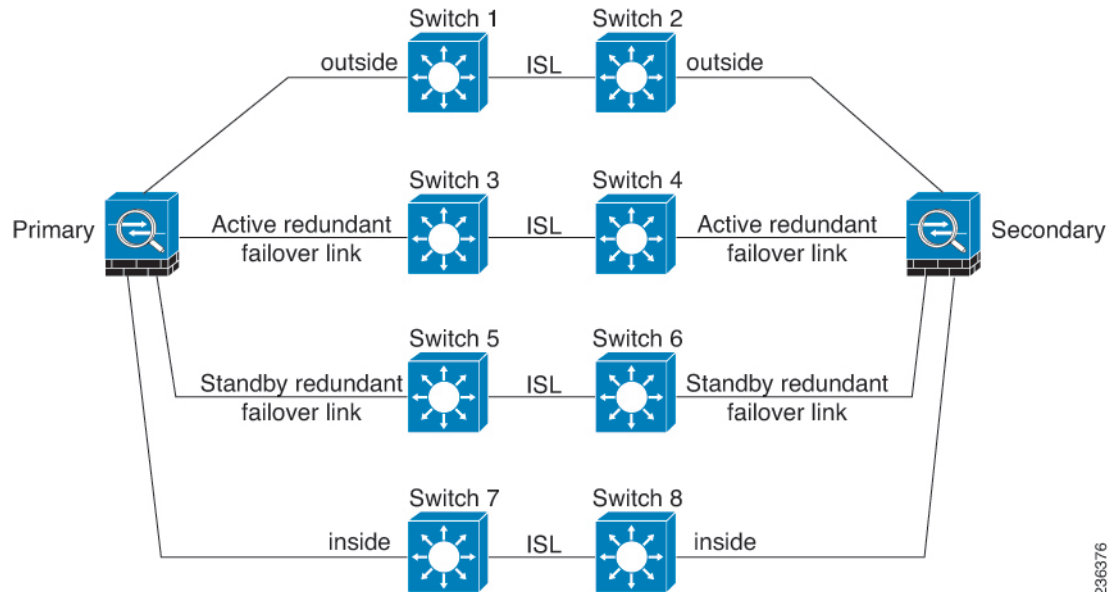 Switch 1
Switch 2
outside
ISL
outside
Switch 3
Switch 4
Primary
Active redundant
failover link
ISL
Active redundant
failover link
Secondary
Switch 5
Switch 6
Standby redundant
failover link
ISL
Standby redundant
failover link
Switch 7
Switch 8
inside
ISL
inside
236376